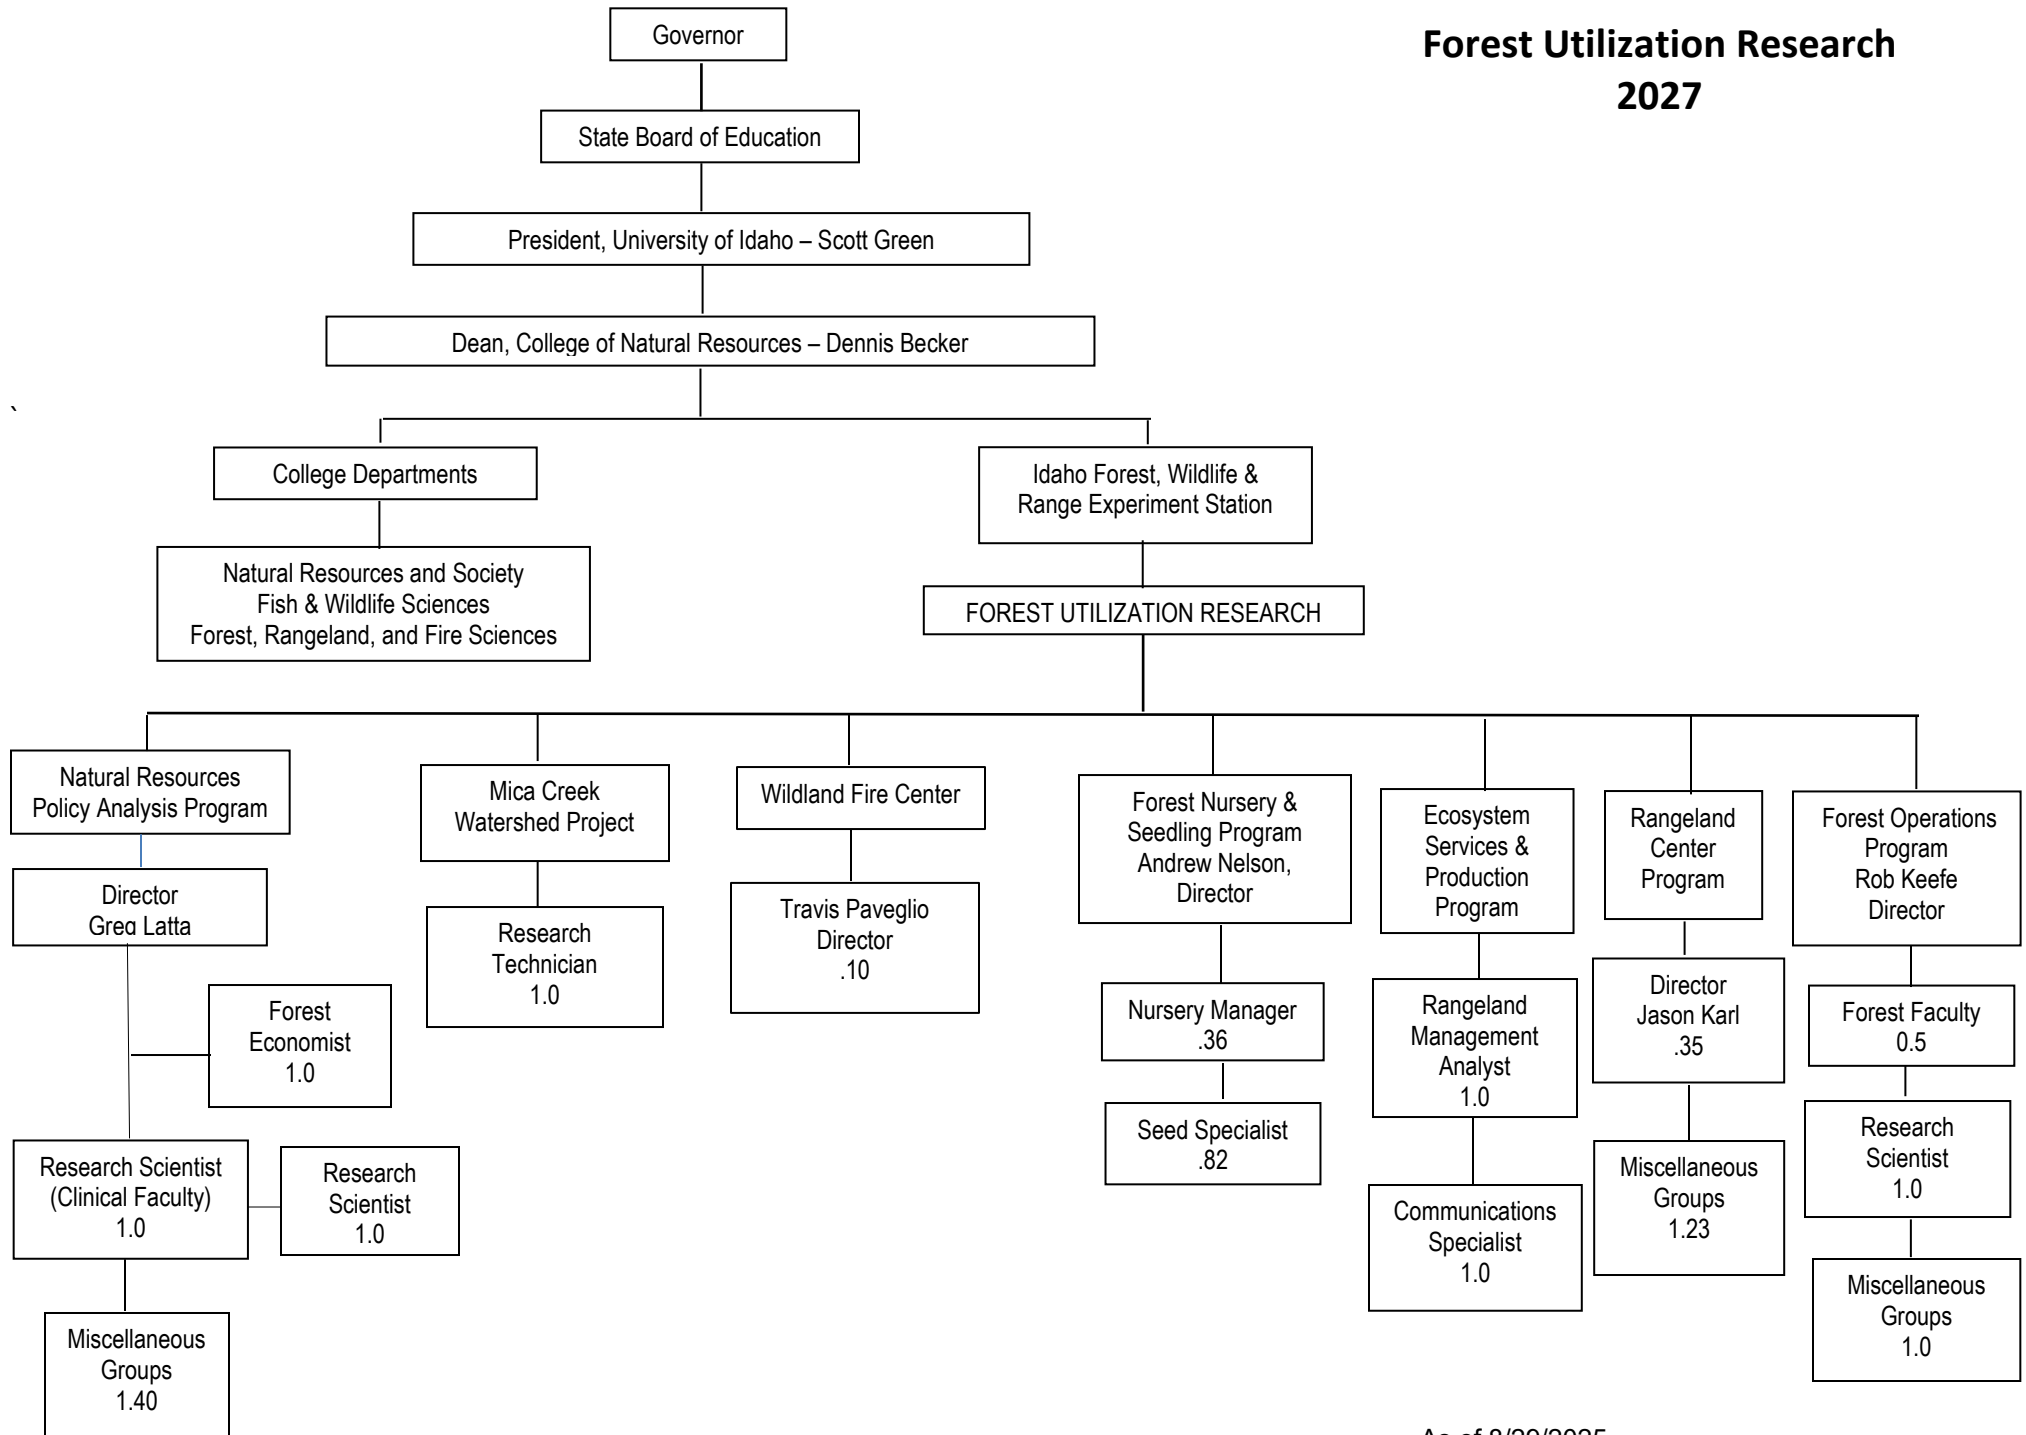 Governor
Forest Utilization Research
2027
State Board of Education
President, University of Idaho – Scott Green
Dean, College of Natural Resources – Dennis Becker
`
College Departments
Idaho Forest, Wildlife &
Range Experiment Station
Natural Resources and Society
Fish & Wildlife Sciences
Forest, Rangeland, and Fire Sciences
FOREST UTILIZATION RESEARCH
Natural Resources
Policy Analysis Program
Director
Greg Latta
Forest
Economist
1.0
Research Scientist
(Clinical Faculty)
1.0
Research
Scientist
1.0
Miscellaneous
Groups
1.40
Mica Creek
Watershed Project
Research
Technician
1.0
Wildland Fire Center
Travis Paveglio
Director
.10
Forest Nursery &
Seedling Program
Andrew Nelson,
Director
Nursery Manager
.36
Seed Specialist
.82
Ecosystem
Services &
Production
Program
Rangeland
Management
Analyst
1.0
Communications
Specialist
1.0
Rangeland
Center
Program
Director
Jason Karl
.35
Miscellaneous
Groups
1.23
Forest Operations
Program
Rob Keefe
Director
Forest Faculty
0.5
Research
Scientist
1.0
Miscellaneous
Groups
1.0
As of 8/29/2025